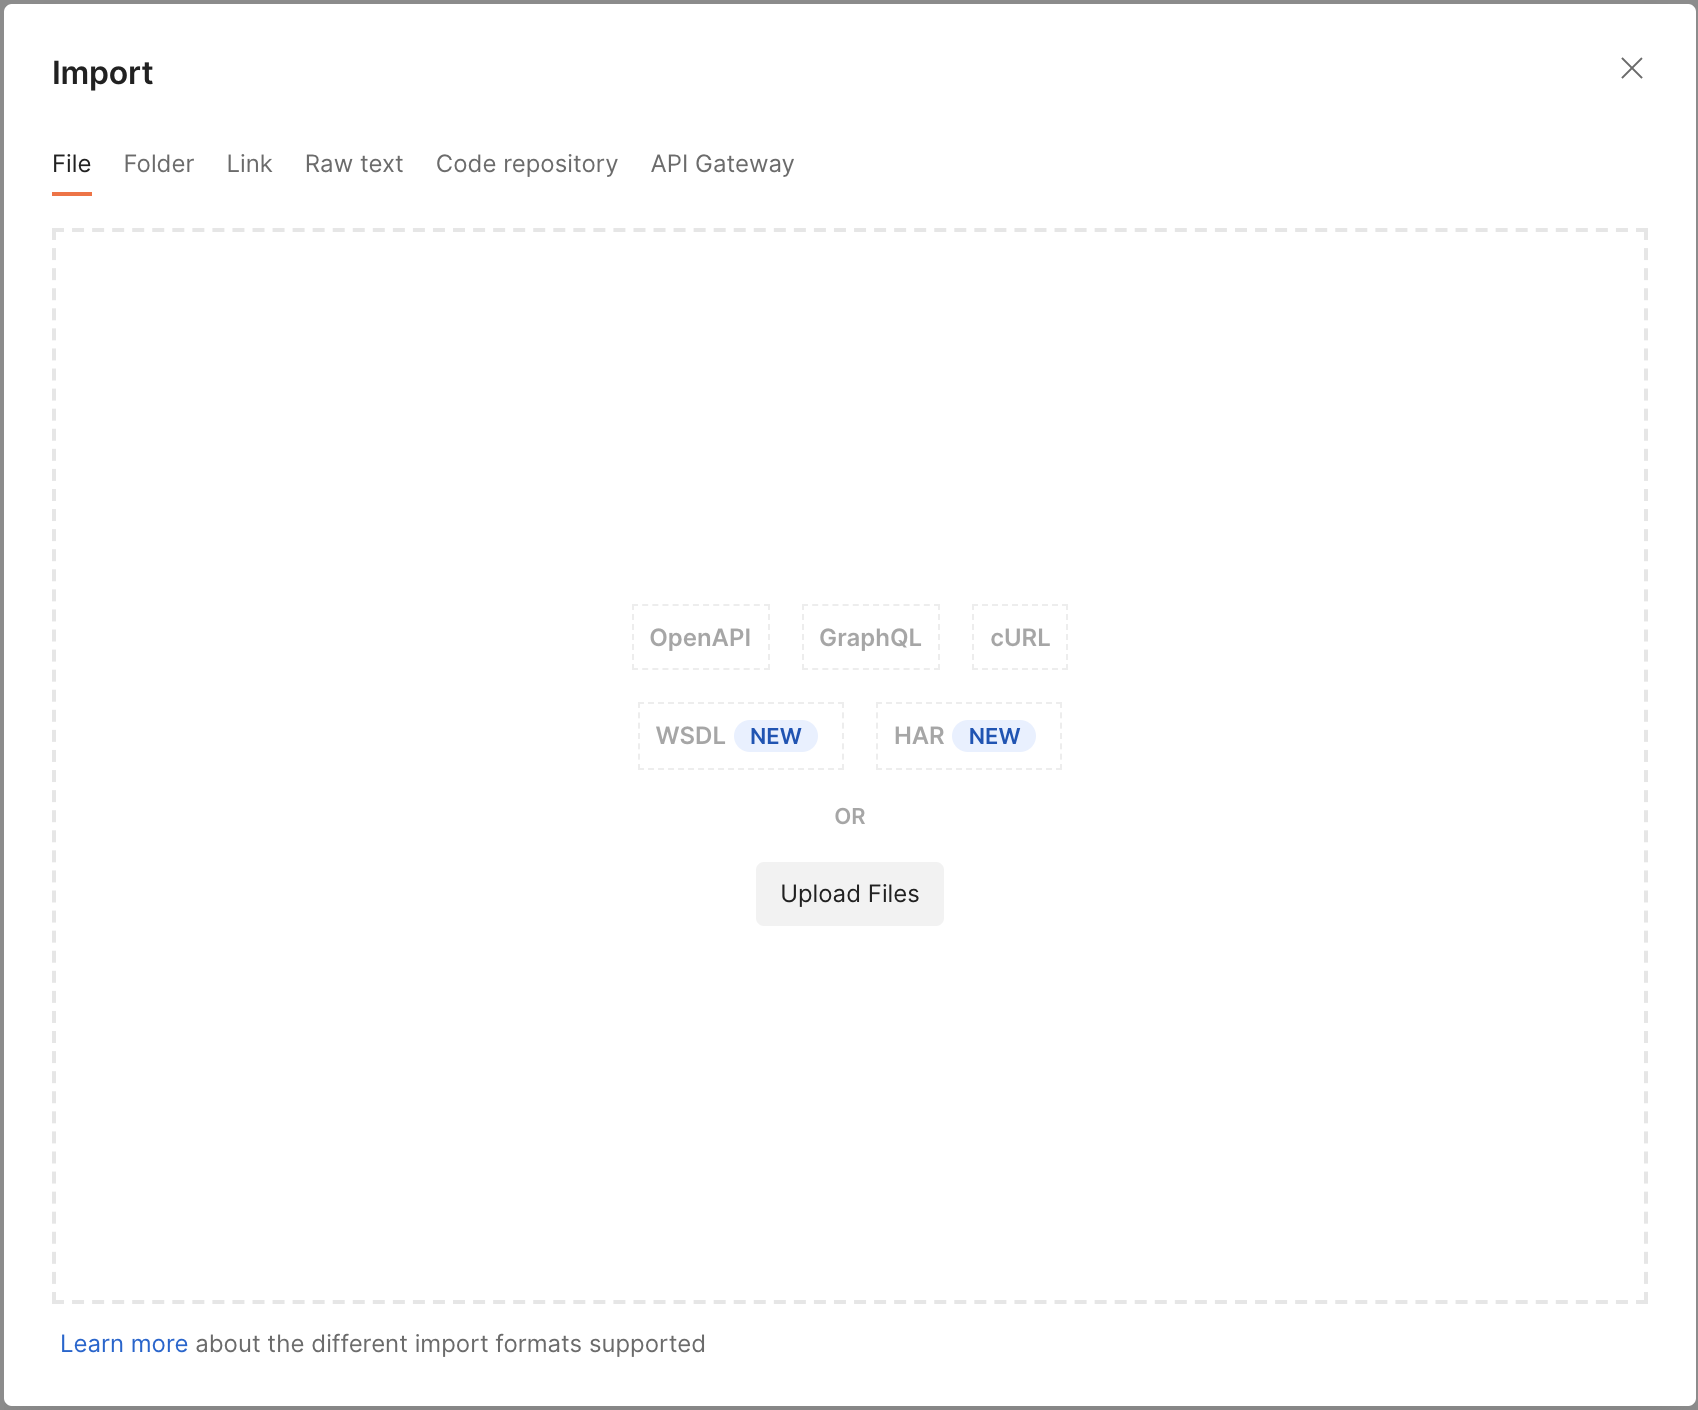 Import
File Folder Link Raw text Code repository API Gateway
OpenAPI GraphQL cURL
WSDL NEW HAR NEW
OR
Upload Files
Learn more about the different import formats supported